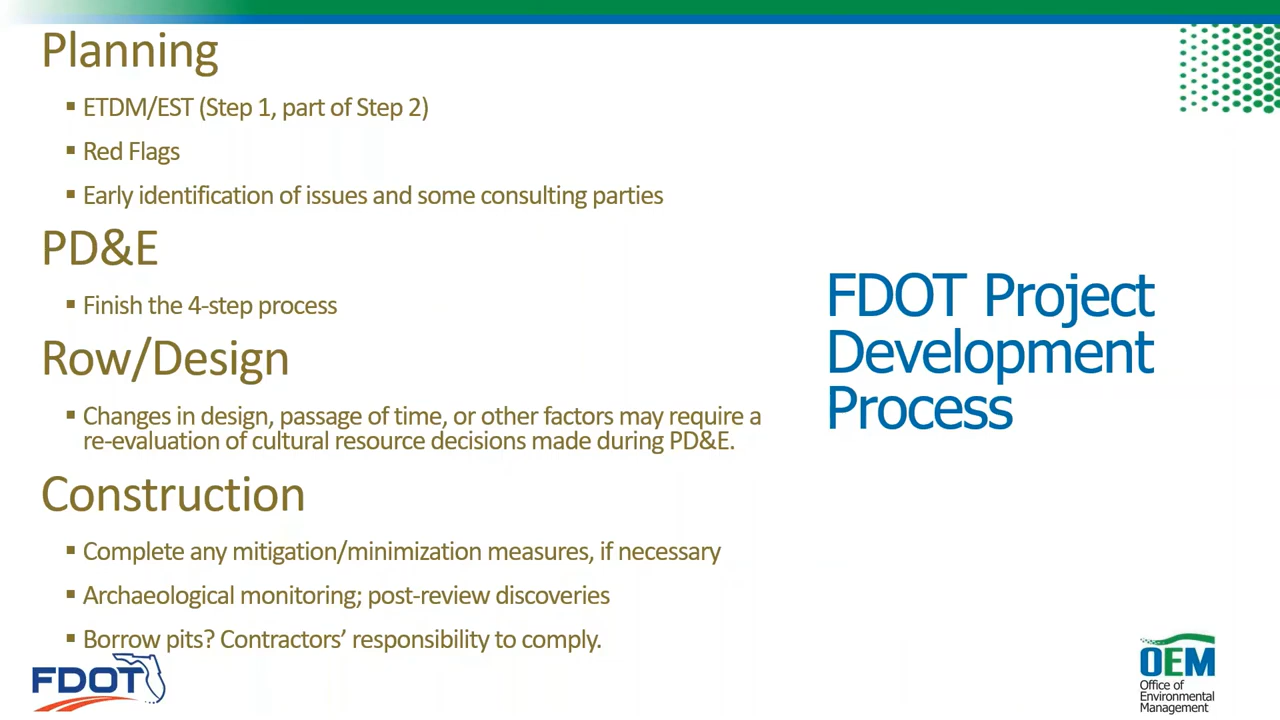 Planning
▪ ETDM/EST (Step 1, part of Step 2)
▪ Red Flags
▪ Early identification of issues and some consulting parties
PD&E
▪ Finish the 4-step process
Row/Design
▪ Changes in design, passage of time, or other factors may require a
re-evaluation of cultural resource decisions made during PD&E.
Construction
▪ Complete any mitigation/minimization measures, if necessary
▪ Archaeological monitoring; post-review discoveries
▪ Borrow pits? Contractors’ responsibility to comply.
FDOT Project
Development
Process
FDOT
OEM
Office of
Environmental
Management